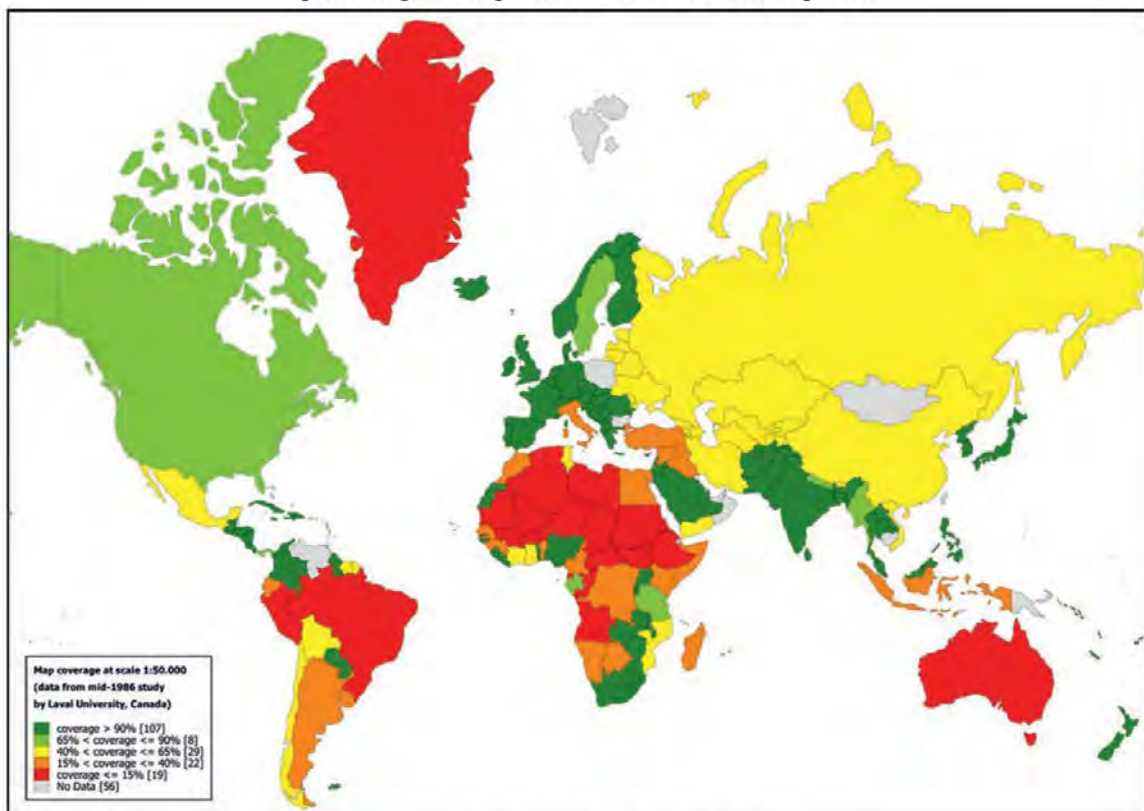 Map coverage at scale 1:50.000
(data from mid-1986 study
by Laval University, Canada)
coverage > 90% [107]
65% < coverage <= 90% [8]
40% < coverage <= 65% [29]
15% < coverage <= 40% [22]
coverage <= 15% [19]
No Data [56]